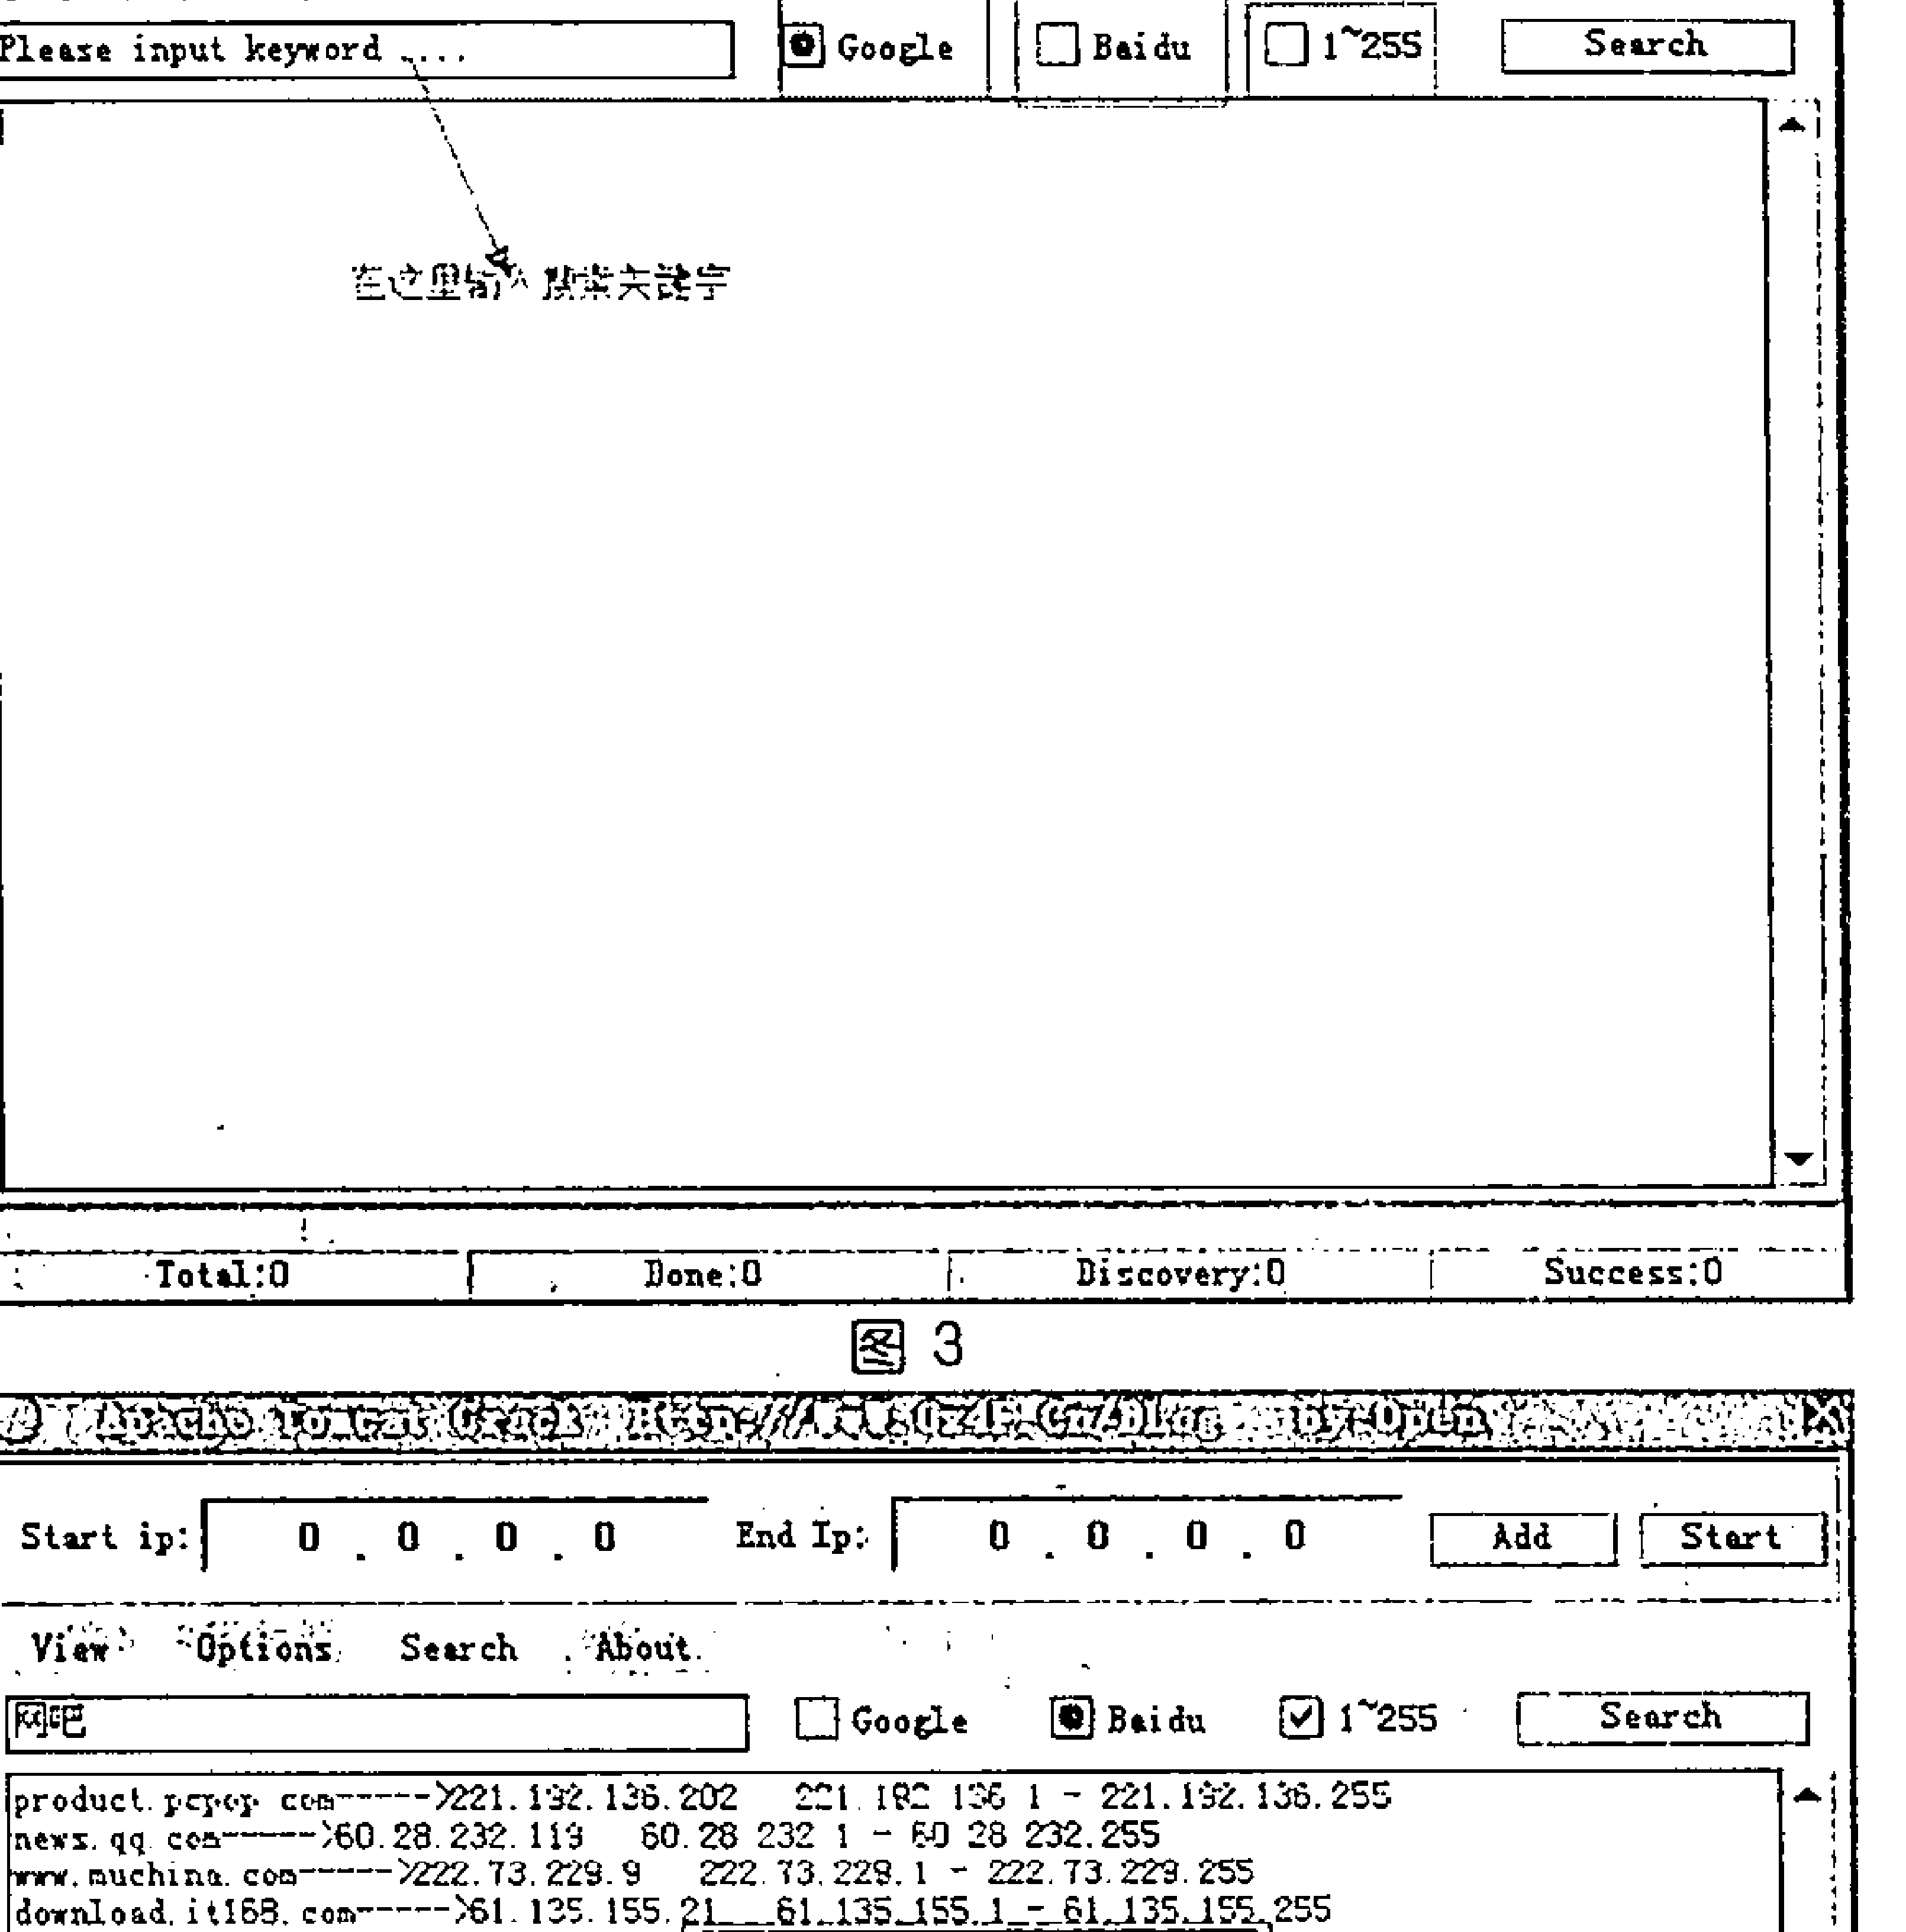 Please input keyword ....
Google
Baidu
1~255
Search
在这里输入搜索关键字
Total:0
Done:0
Discovery:0
Success:0
图 3
Apache Tomcat Crack
Open
Start ip:
0 . 0 . 0 . 0
End Ip:
0 . 0 . 0 . 0
Add
Start
View
Options
Search
About
网吧
Google
Baidu
1~255
Search
product.pcpop com----->221.192.136.202 221.192 136 1 - 221.192.136.255
news.qq.com----->60.28.232.119 60.28 232 1 - 60 28 232.255
www.muchina.com----->222.73.229.9 222.73.229.1 - 222.73.229.255
download.it168.com----->61.135.155.21 61.135.155.1 - 61.135.155.255